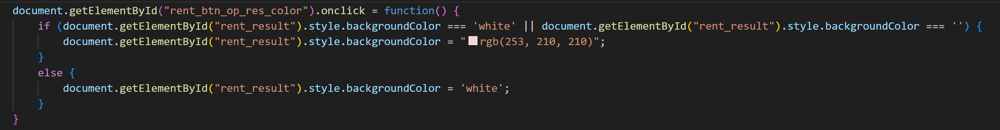 document.getElementById("rent_btn_op_res_color").onclick = function() {
    if (document.getElementById("rent_result").style.backgroundColor === 'white' || document.getElementById("rent_result").style.backgroundColor === '') {
        document.getElementById("rent_result").style.backgroundColor = "rgb(253, 210, 210)";
    }
    else {
        document.getElementById("rent_result").style.backgroundColor = 'white';
    }
}